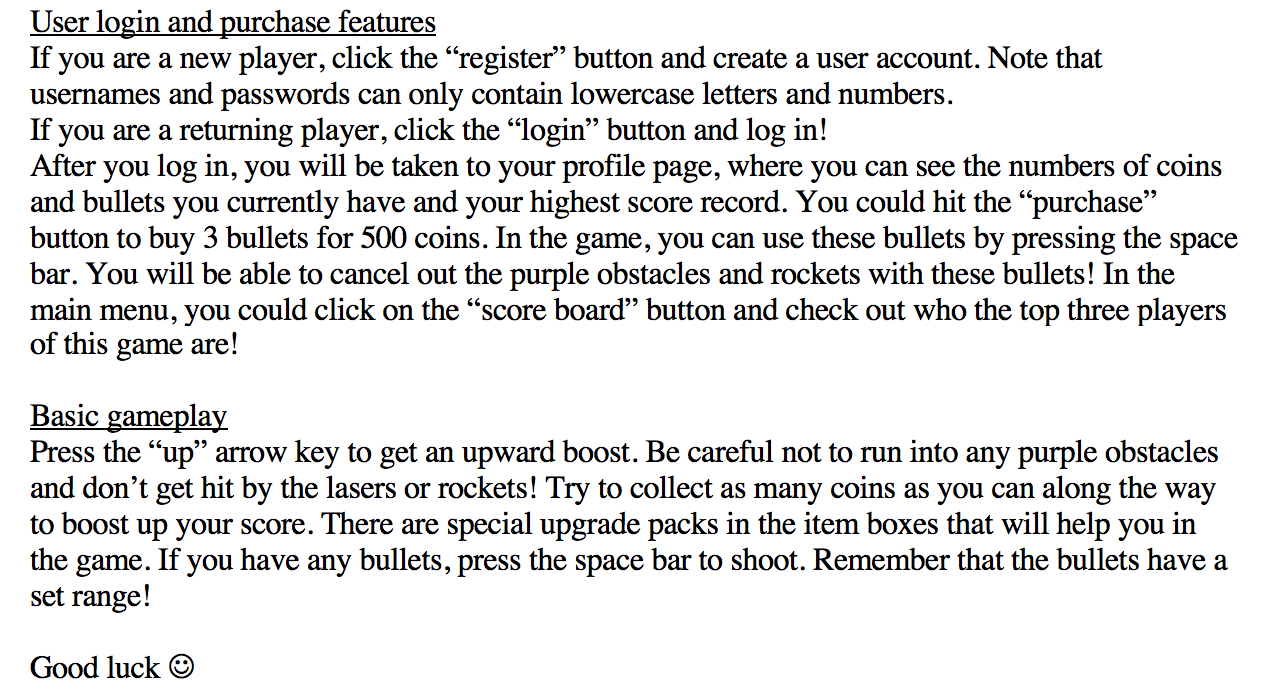 User login and purchase features
If you are a new player, click the “register” button and create a user account. Note that
usernames and passwords can only contain lowercase letters and numbers.
If you are a returning player, click the “login” button and log in!
After you log in, you will be taken to your profile page, where you can see the numbers of coins
and bullets you currently have and your highest score record. You could hit the “purchase”
button to buy 3 bullets for 500 coins. In the game, you can use these bullets by pressing the space
bar. You will be able to cancel out the purple obstacles and rockets with these bullets! In the
main menu, you could click on the “score board” button and check out who the top three players
of this game are!
Basic gameplay
Press the “up” arrow key to get an upward boost. Be careful not to run into any purple obstacles
and don’t get hit by the lasers or rockets! Try to collect as many coins as you can along the way
to boost up your score. There are special upgrade packs in the item boxes that will help you in
the game. If you have any bullets, press the space bar to shoot. Remember that the bullets have a
set range!
Good luck ☺